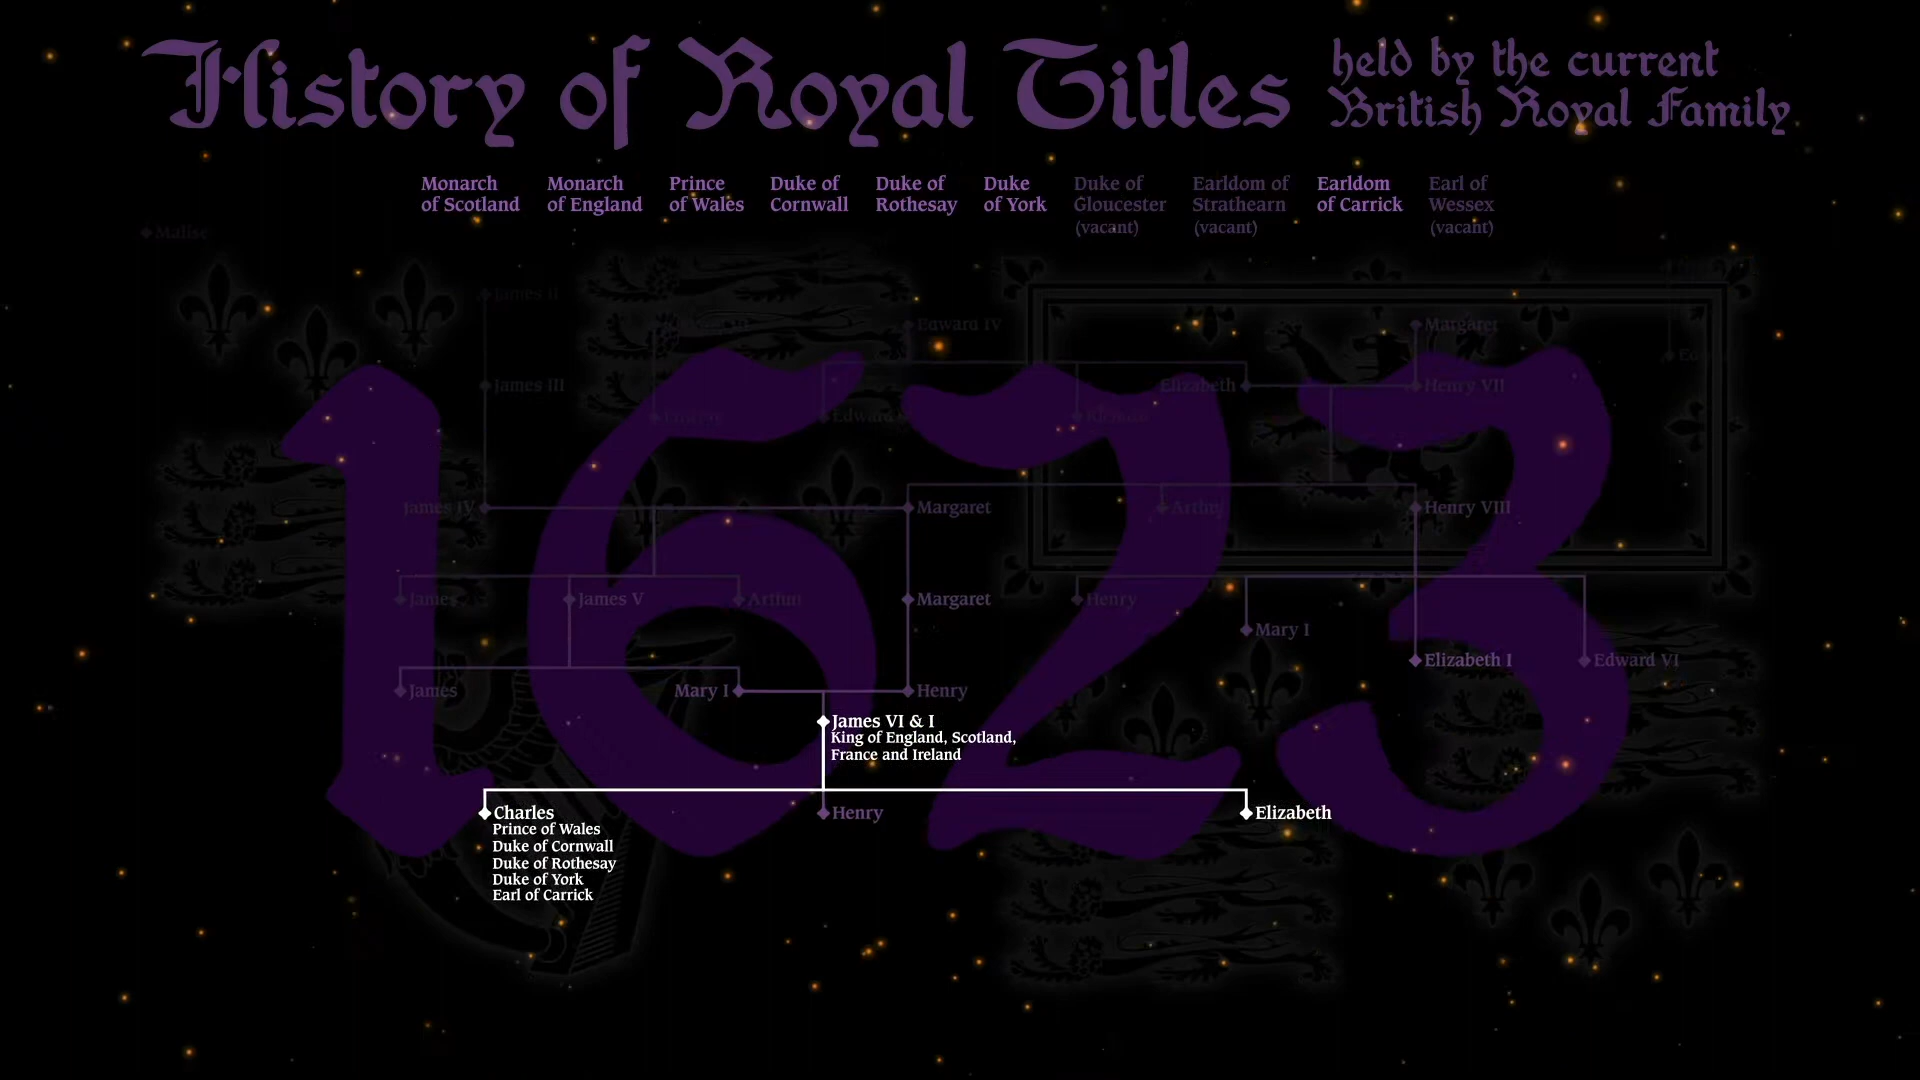 History of Royal Titles
held by the current
British Royal Family
Monarch
of Scotland
Monarch
of England
Prince
of Wales
Duke of
Cornwall
Duke of
Rothesay
Duke
of York
Duke of
Gloucester
(vacant)
Earldom of
Strathearn
(vacant)
Earldom
of Carrick
Earl of
Wessex
(vacant)
Malise
James II
Edward IV
Margaret
James III
Elizabeth
Henry VII
Edward
Richard
1623
James IV
Margaret
Arthur
Henry VIII
James
James V
Arthur
Margaret
Henry
Mary I
Elizabeth I
Edward VI
James
Mary I
Henry
James VI & I
King of England, Scotland,
France and Ireland
Charles
Prince of Wales
Duke of Cornwall
Duke of Rothesay
Duke of York
Earl of Carrick
Henry
Elizabeth